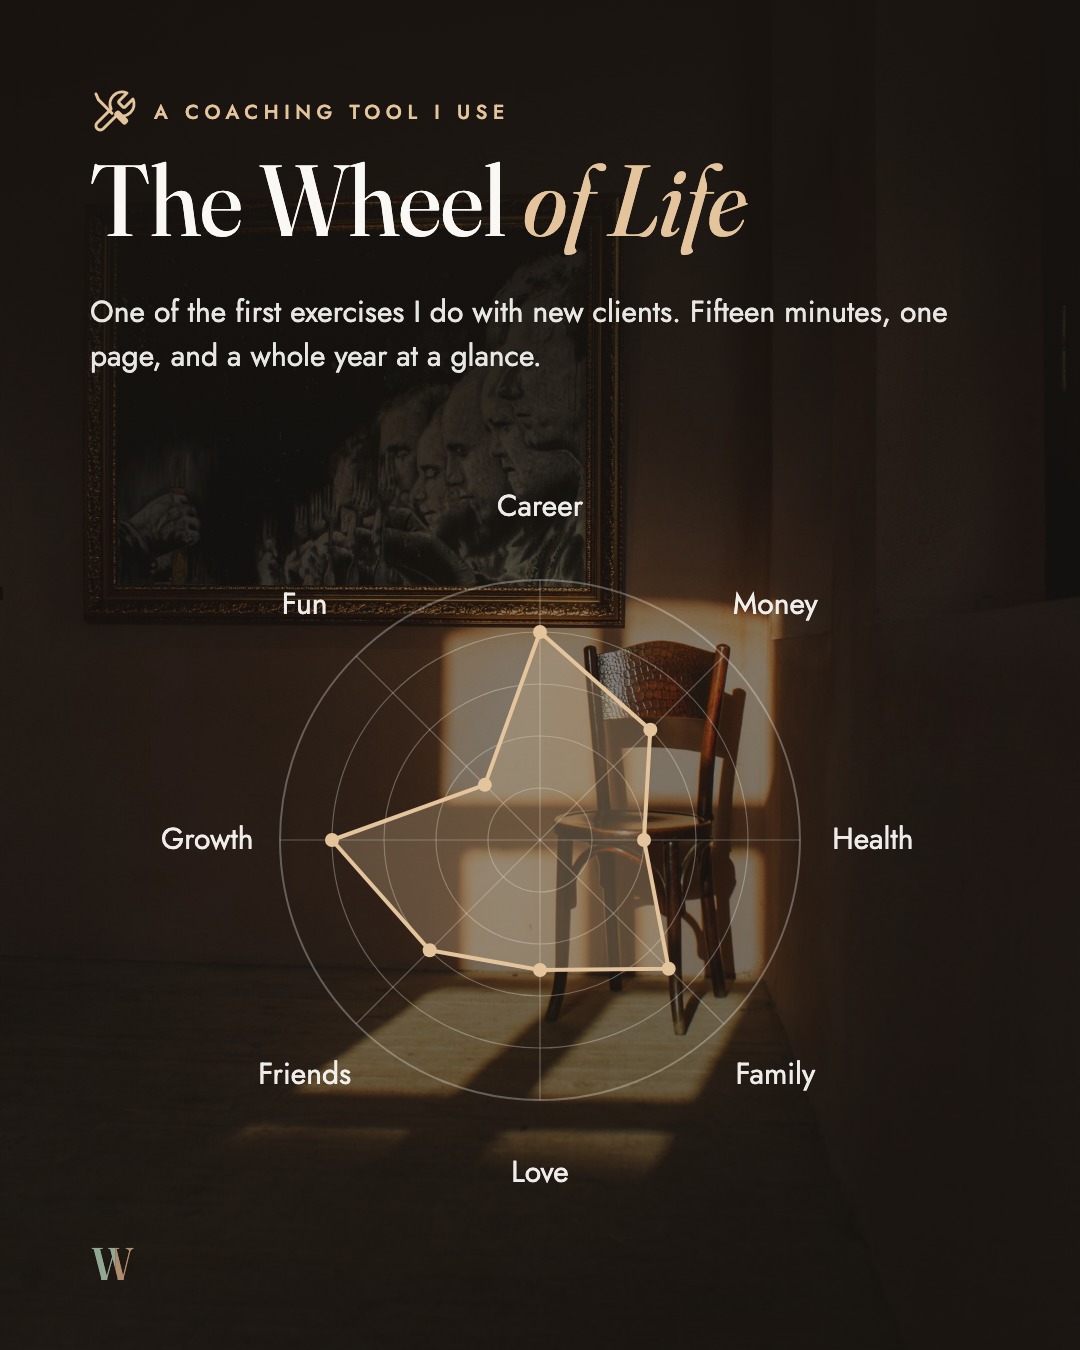 A COACHING TOOL I USE
The Wheel of Life
One of the first exercises I do with new clients. Fifteen minutes, one
page, and a whole year at a glance.
Career
Fun
Money
Growth
Health
Friends
Family
Love
W